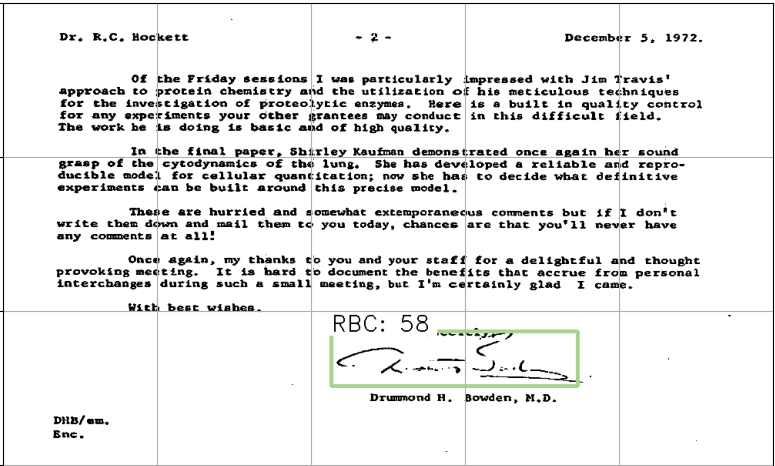 Dr. R.C. Hockett - 2 - December 5, 1972.
Of the Friday sessions I was particularly impressed with Jim Travis'
approach to protein chemistry and the utilization of his meticulous techniques
for the investigation of proteolytic enzymes. Here is a built in quality control
for any experiments your other grantees may conduct in this difficult field.
The work he is doing is basic and of high quality.
In the final paper, Shirley Kaufman demonstrated once again her sound
grasp of the cytodynamics of the lung. She has developed a reliable and repro-
ducible model for cellular quantitation; now she has to decide what definitive
experiments can be built around this precise model.
These are hurried and somewhat extemporaneous comments but if I don't
write them down and mail them to you today, chances are that you'll never have
any comments at all!
Once again, my thanks to you and your staff for a delightful and thought
provoking meeting. It is hard to document the benefits that accrue from personal
interchanges during such a small meeting, but I'm certainly glad I came.
With best wishes.
RBC: 58
Drummond H. Bowden, M.D.
DHB/em.
Enc.